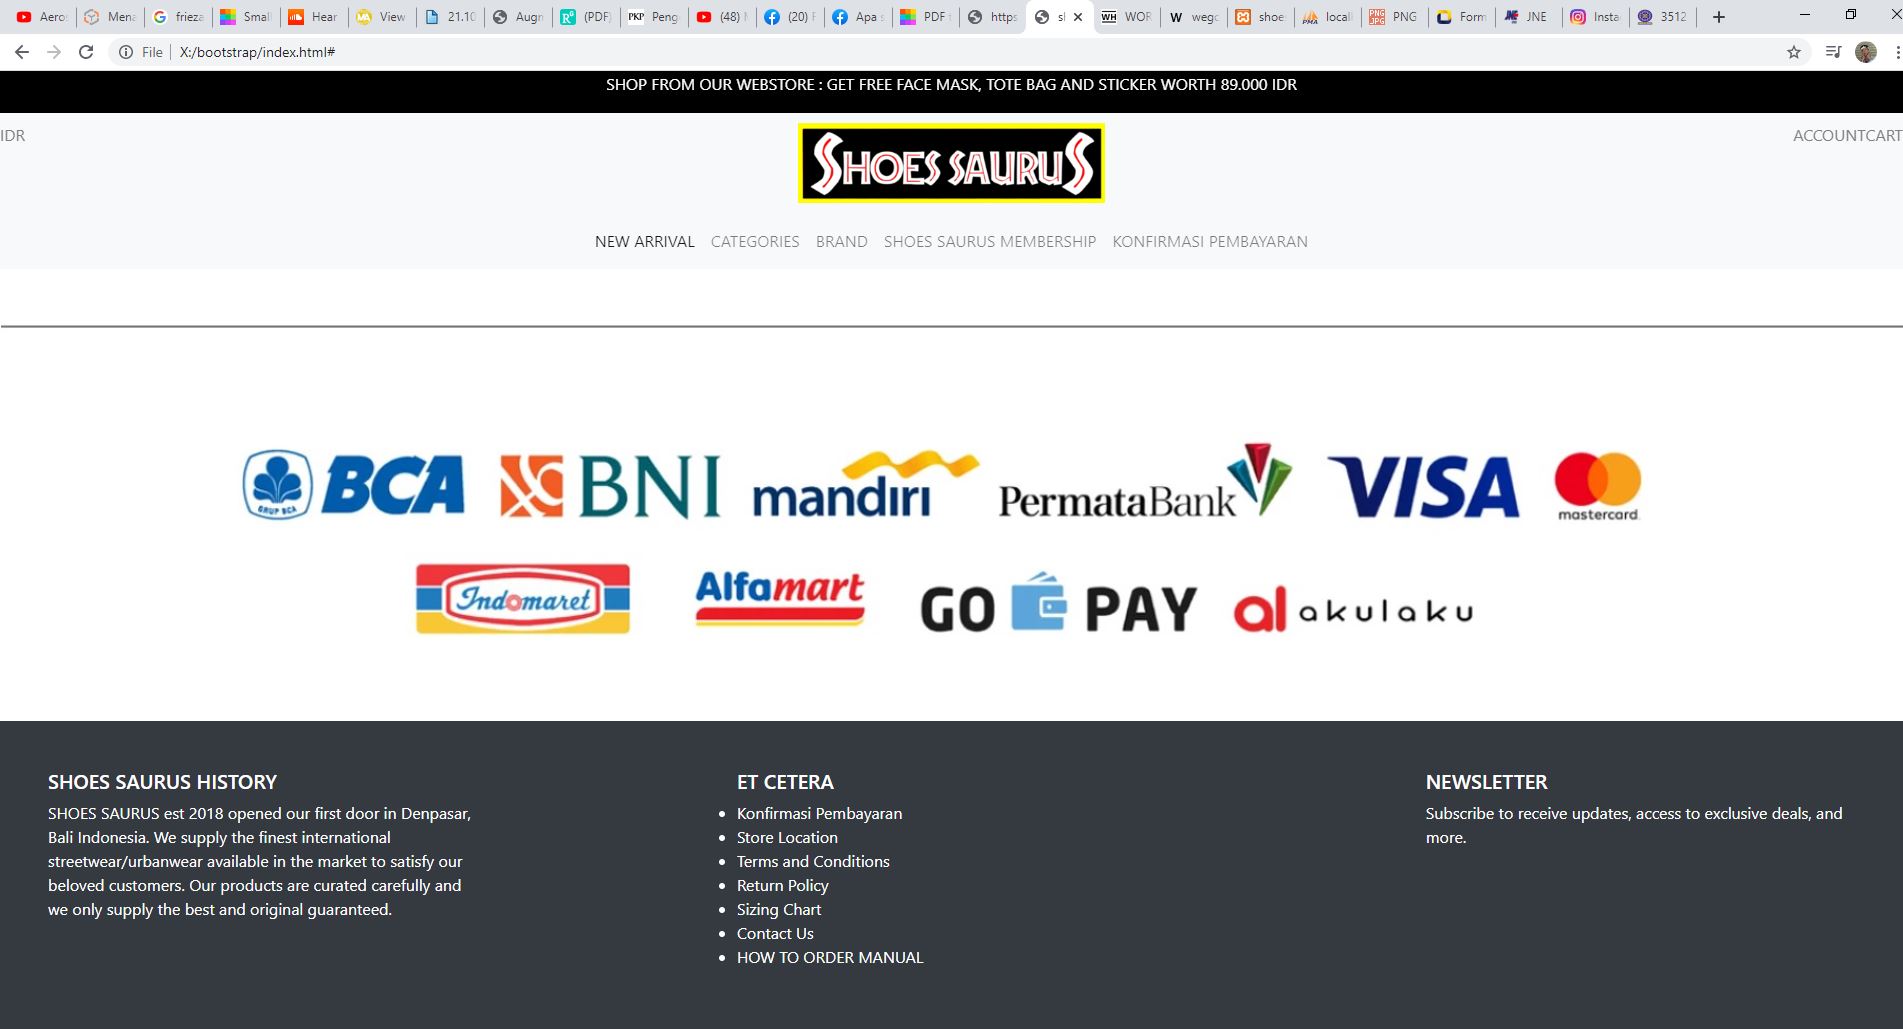 Aeros
Mena
frieza
Small
Hear
View
21.10
Augm
(PDF)
Peng
(48) M
(20) F
Apa s
PDF t
https
sh
WOR
wegc
shoe
locall
PNG
Form
JNE
Insta
3512
File
X:/bootstrap/index.html#
SHOP FROM OUR WEBSTORE : GET FREE FACE MASK, TOTE BAG AND STICKER WORTH 89.000 IDR
IDR
SHOES SAURUS
ACCOUNTCART
NEW ARRIVAL CATEGORIES BRAND SHOES SAURUS MEMBERSHIP KONFIRMASI PEMBAYARAN
GRUP BCA BCA BNI mandiri PermataBank VISA mastercard.
Indomaret Alfamart GO PAY al akulaku
SHOES SAURUS HISTORY
SHOES SAURUS est 2018 opened our first door in Denpasar,
Bali Indonesia. We supply the finest international
streetwear/urbanwear available in the market to satisfy our
beloved customers. Our products are curated carefully and
we only supply the best and original guaranteed.
ET CETERA
Konfirmasi Pembayaran
Store Location
Terms and Conditions
Return Policy
Sizing Chart
Contact Us
HOW TO ORDER MANUAL
NEWSLETTER
Subscribe to receive updates, access to exclusive deals, and
more.